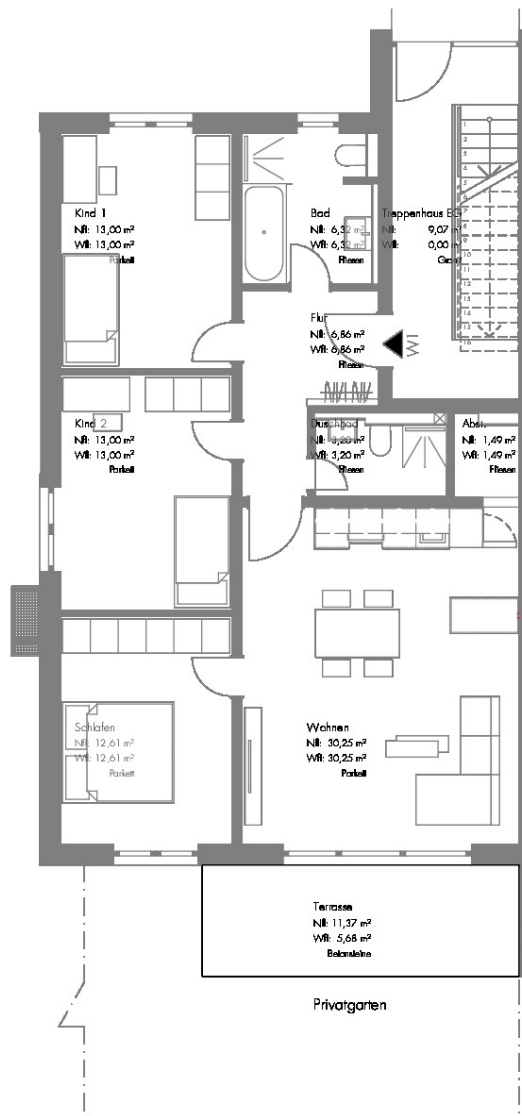 Kind 1
Nfl: 13,00 m²
Wfl: 13,00 m²
Parkett
Bad
Nfl: 6,32 m²
Wfl: 6,32 m²
Fliesen
Treppenhaus EG
Nfl: 9,07 m²
Wfl: 0,00 m²
Granit
Flur
Nfl: 6,86 m²
Wfl: 6,86 m²
Fliesen
W1
Kind 2
Nfl: 13,00 m²
Wfl: 13,00 m²
Parkett
Duschbad
Nfl: 3,20 m²
Wfl: 3,20 m²
Fliesen
Abst.
Nfl: 1,49 m²
Wfl: 1,49 m²
Fliesen
Schlafen
Nfl: 12,61 m²
Wfl: 12,61 m²
Parkett
Wohnen
Nfl: 30,25 m²
Wfl: 30,25 m²
Parkett
Terrasse
Nfl: 11,37 m²
Wfl: 5,68 m²
Betonsteine
Privatgarten